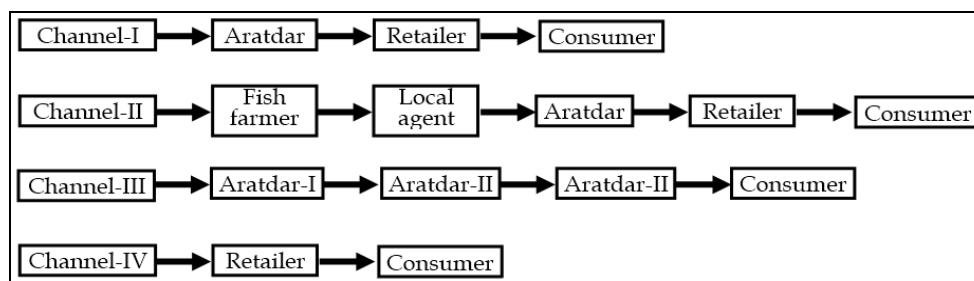 Channel-I Aratdar Retailer Consumer
Channel-II Fish farmer Local agent Aratdar Retailer Consumer
Channel-III Aratdar-I Aratdar-II Aratdar-II Consumer
Channel-IV Retailer Consumer